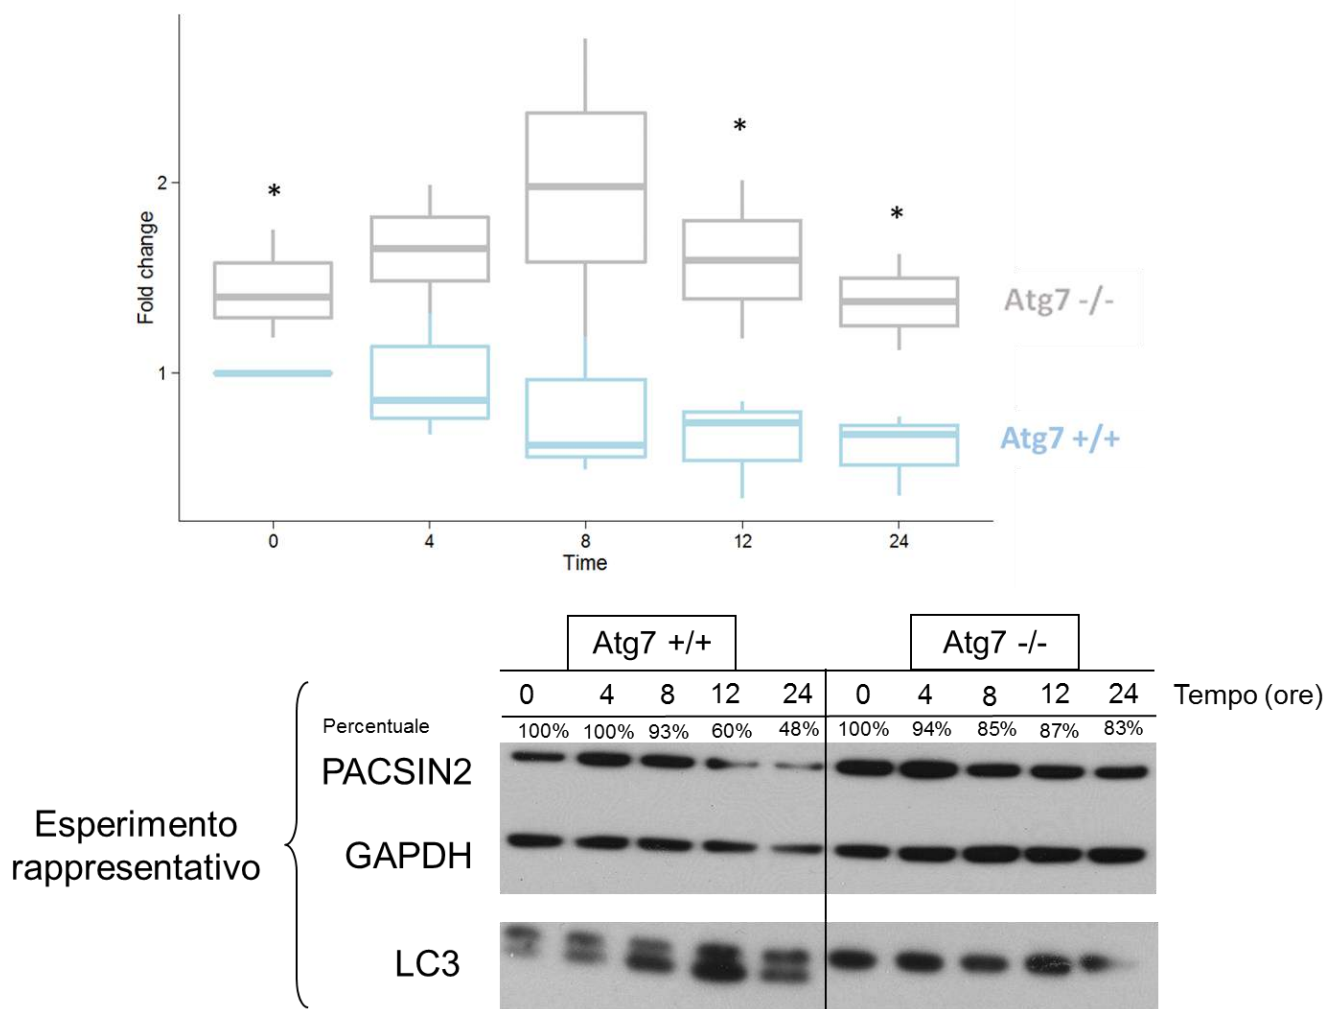 2
1
Fold change
*
*
*
Atg7 -/-
Atg7 +/+
0 4 8 12 24
Time
Atg7 +/+ Atg7 -/-
0 4 8 12 24 0 4 8 12 24 Tempo (ore)
Percentuale 100% 100% 93% 60% 48% 100% 94% 85% 87% 83%
PACSIN2
Esperimento
rappresentativo
GAPDH
LC3